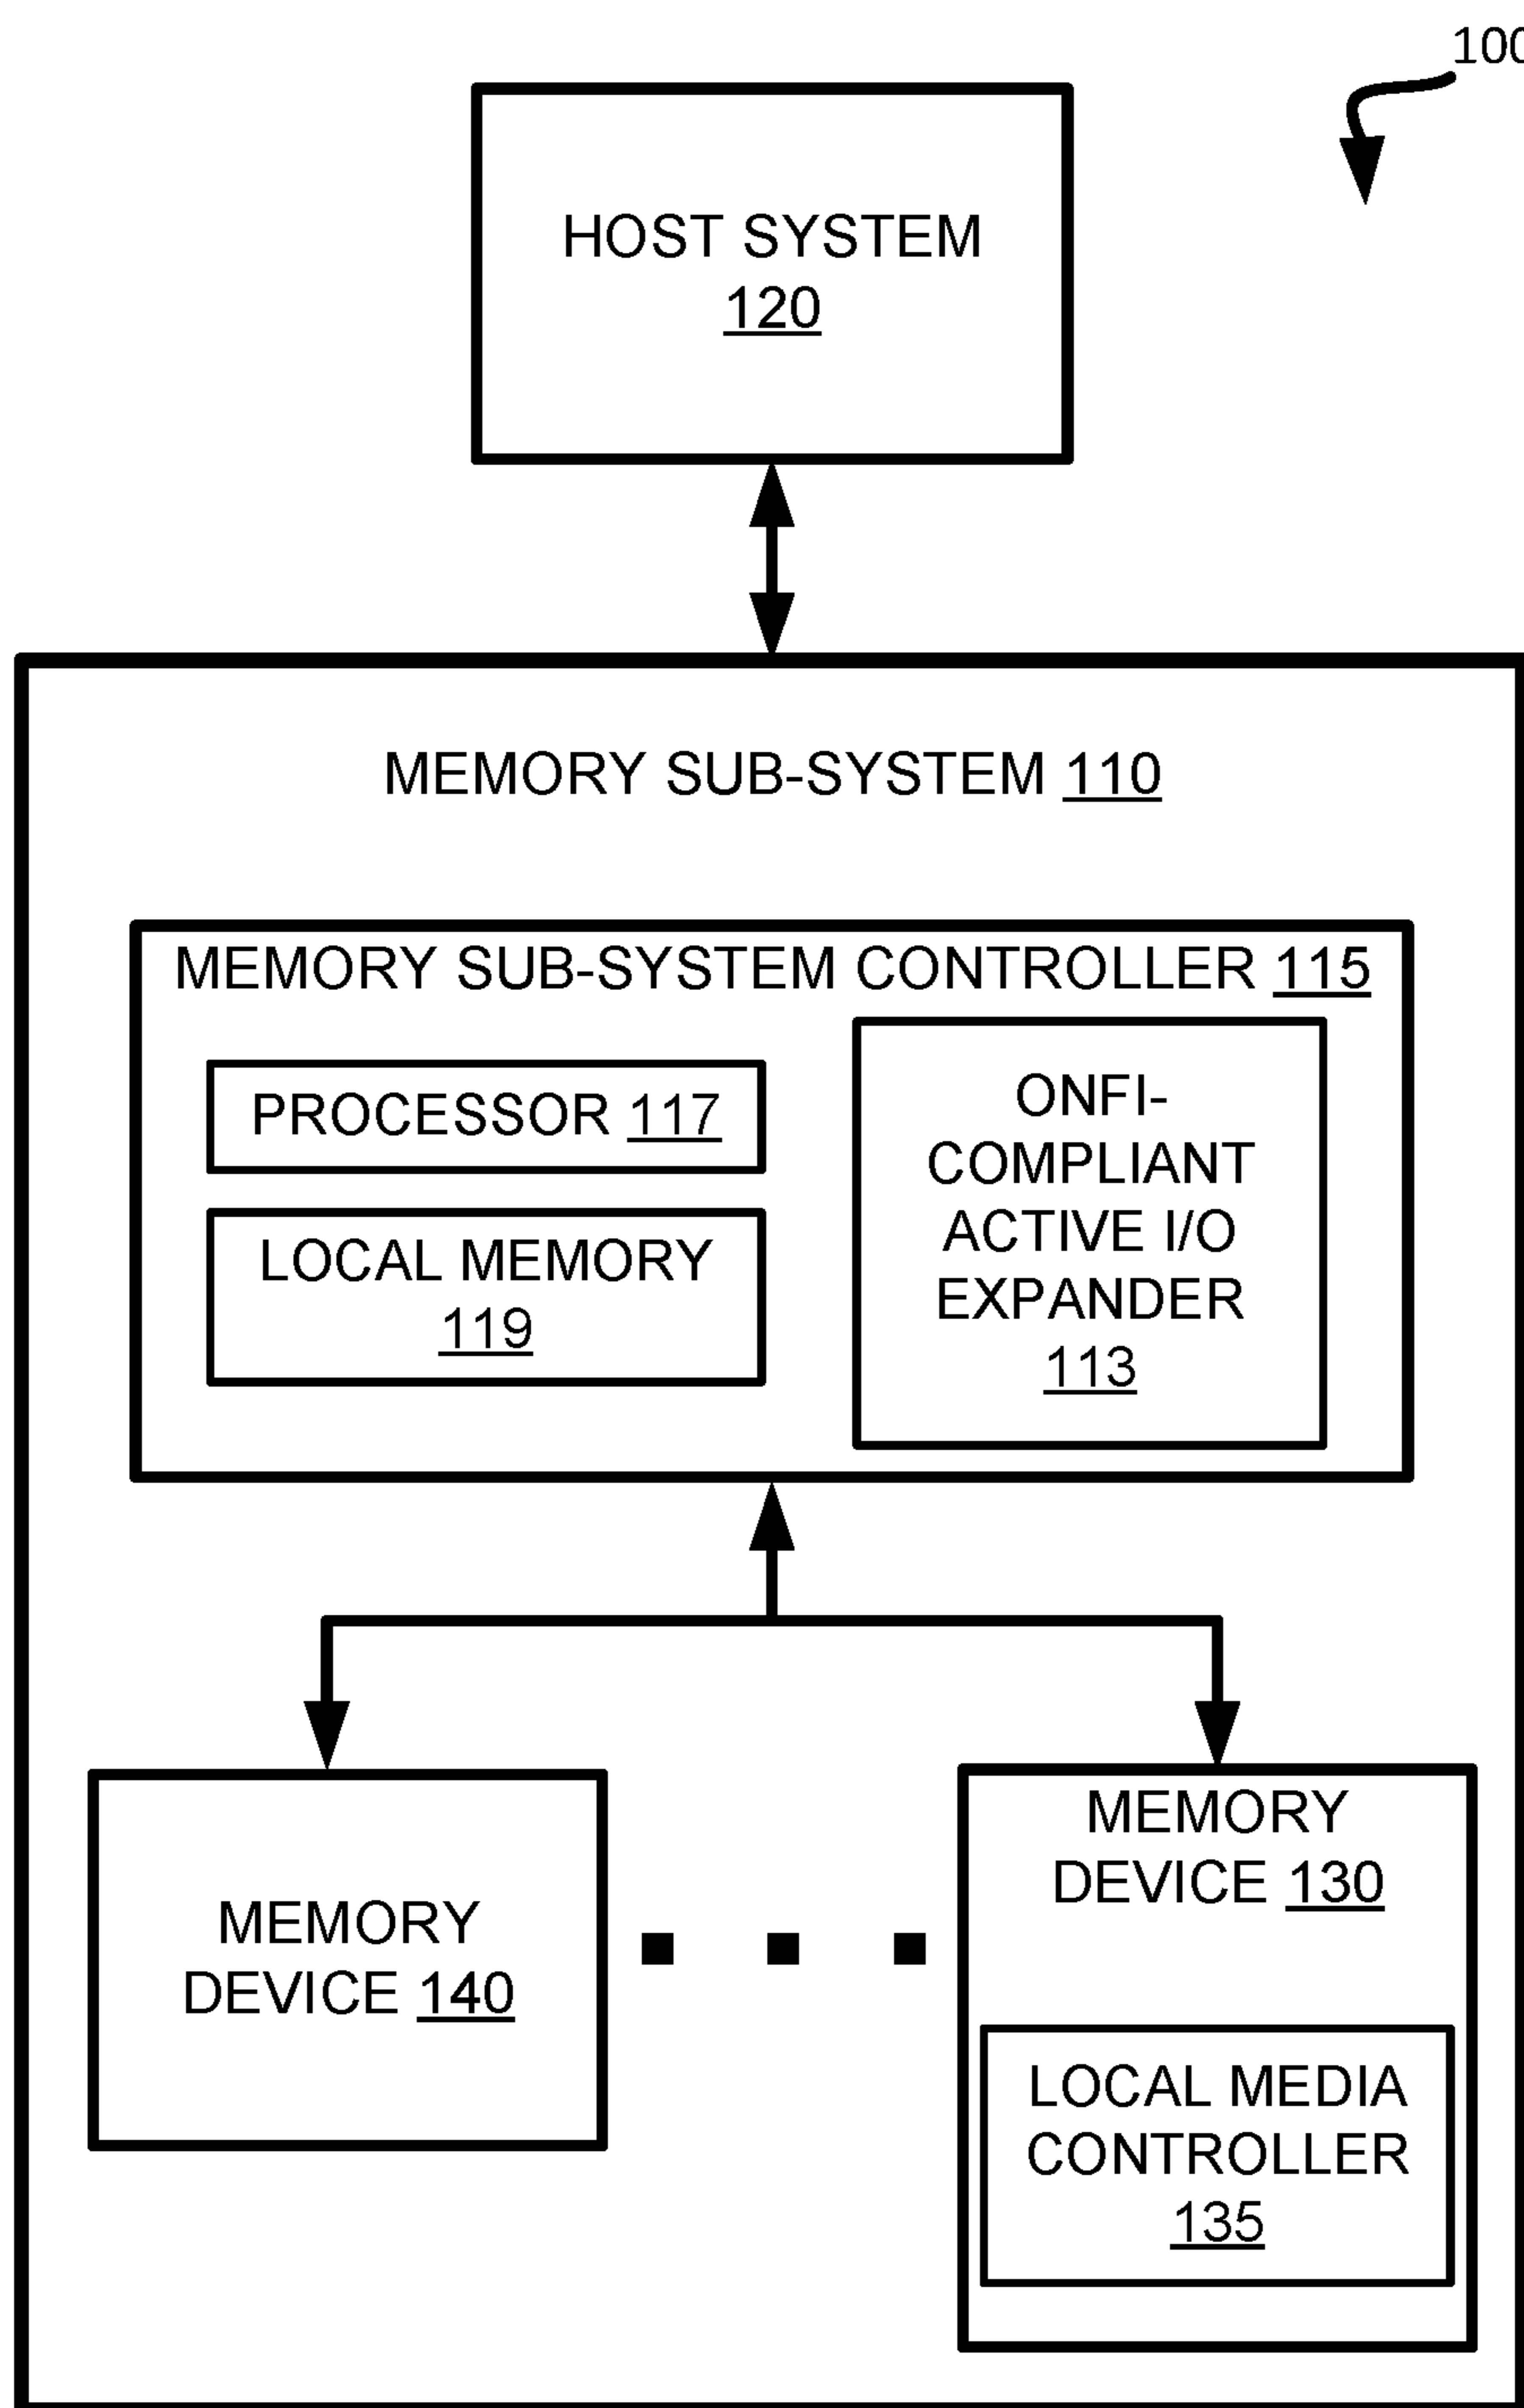 100
HOST SYSTEM
120
MEMORY SUB-SYSTEM 110
MEMORY SUB-SYSTEM CONTROLLER 115
PROCESSOR 117
LOCAL MEMORY
119
ONFI-
COMPLIANT
ACTIVE I/O
EXPANDER
113
MEMORY
DEVICE 140
MEMORY
DEVICE 130
LOCAL MEDIA
CONTROLLER
135